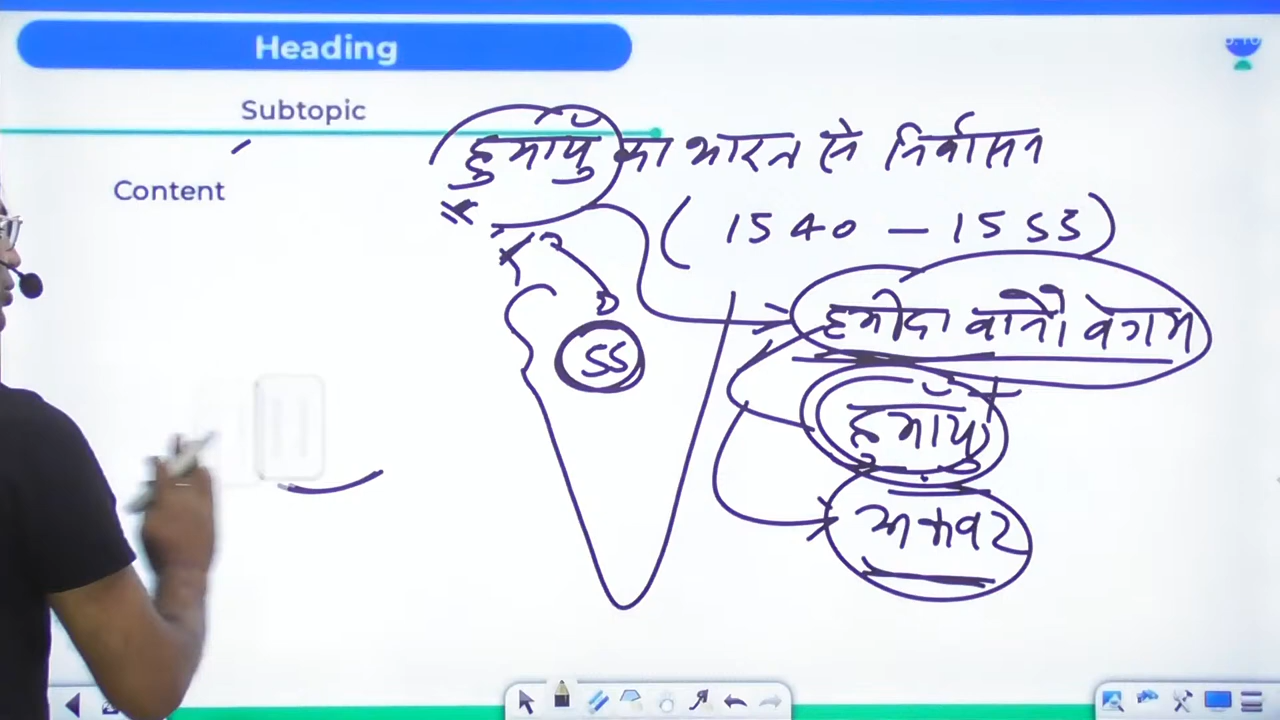 Heading
Subtopic
हुमायुँ का भारत से निर्वासन
Content
(1540 – 1555)
हमीदा बानो बेगम
SS
हुमायुँ
अकबर